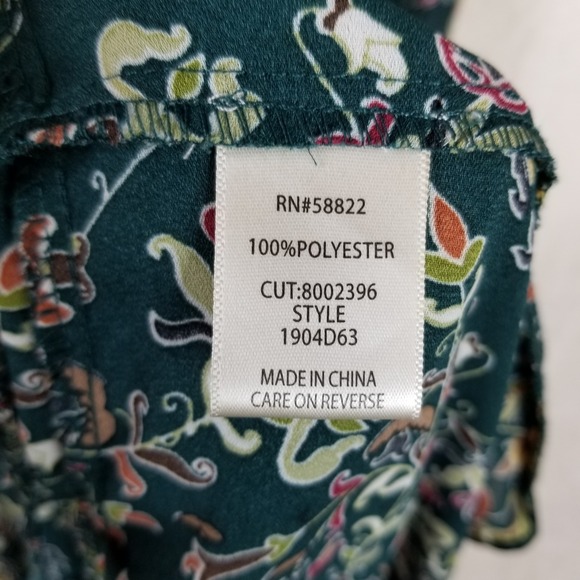 RN#58822
100%POLYESTER
CUT:8002396
STYLE
1904D63
MADE IN CHINA
CARE ON REVERSE